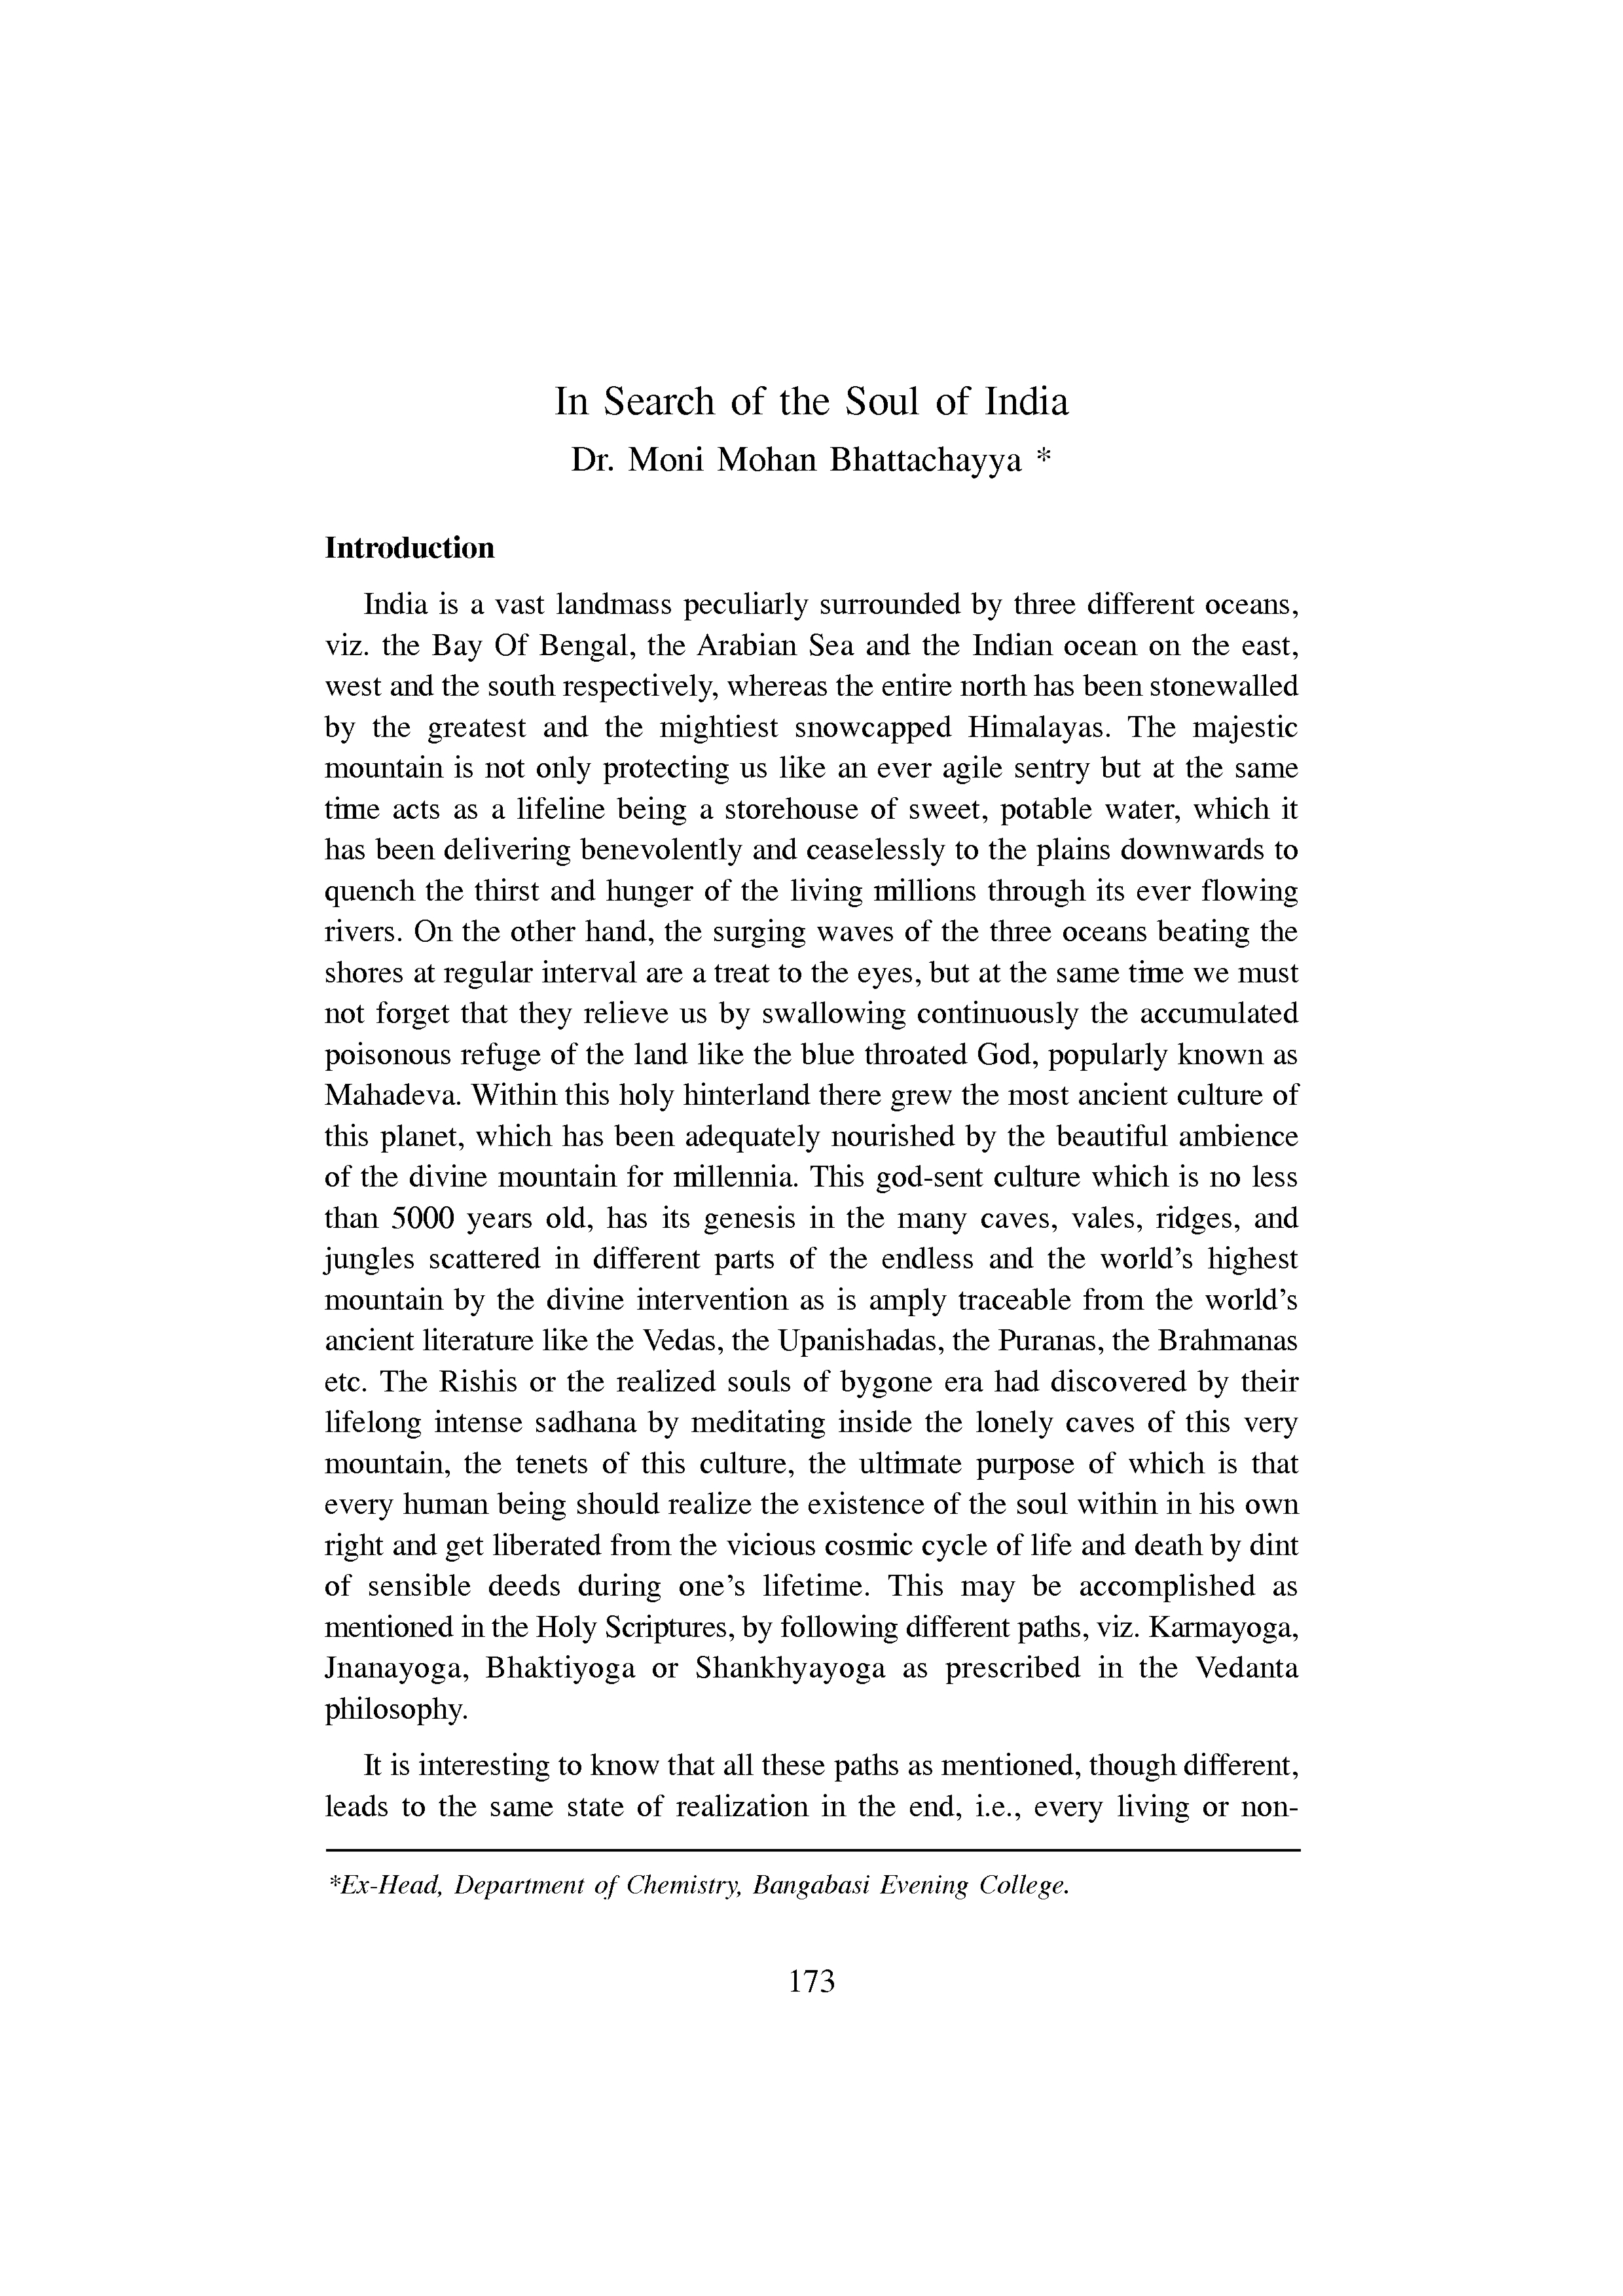 In Search of the Soul of India
Dr. Moni Mohan Bhattachayya *
Introduction
India is a vast landmass peculiarly surrounded by three different oceans,
viz. the Bay Of Bengal, the Arabian Sea and the Indian ocean on the east,
west and the south respectively, whereas the entire north has been stonewalled
by the greatest and the mightiest snowcapped Himalayas. The majestic
mountain is not only protecting us like an ever agile sentry but at the same
time acts as a lifeline being a storehouse of sweet, potable water, which it
has been delivering benevolently and ceaselessly to the plains downwards to
quench the thirst and hunger of the living millions through its ever flowing
rivers. On the other hand, the surging waves of the three oceans beating the
shores at regular interval are a treat to the eyes, but at the same time we must
not forget that they relieve us by swallowing continuously the accumulated
poisonous refuge of the land like the blue throated God, popularly known as
Mahadeva. Within this holy hinterland there grew the most ancient culture of
this planet, which has been adequately nourished by the beautiful ambience
of the divine mountain for millennia. This god-sent culture which is no less
than 5000 years old, has its genesis in the many caves, vales, ridges, and
jungles scattered in different parts of the endless and the world's highest
mountain by the divine intervention as is amply traceable from the world's
ancient literature like the Vedas, the Upanishadas, the Puranas, the Brahmanas
etc. The Rishis or the realized souls of bygone era had discovered by their
lifelong intense sadhana by meditating inside the lonely caves of this very
mountain, the tenets of this culture, the ultimate purpose of which is that
every human being should realize the existence of the soul within in his own
right and get liberated from the vicious cosmic cycle of life and death by dint
of sensible deeds during one's lifetime. This may be accomplished as
mentioned in the Holy Scriptures, by following different paths, viz. Karmayoga,
Jnanayoga, Bhaktiyoga or Shankhyayoga as prescribed in the Vedanta
philosophy.
It is interesting to know that all these paths as mentioned, though different,
leads to the same state of realization in the end, i.e., every living or non-
*Ex-Head, Department of Chemistry, Bangabasi Evening College.
173